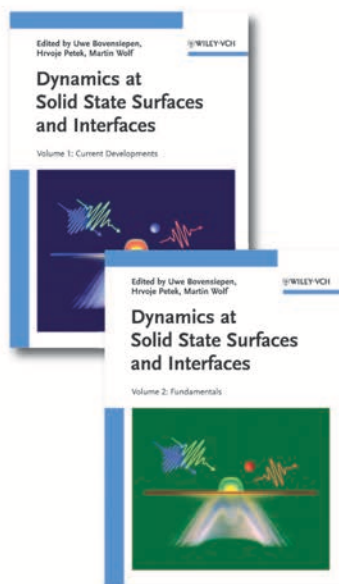 Edited by Uwe Bovensiepen,
Hrvoje Petek, Martin Wolf
WILEY-VCH
Dynamics at
Solid State Surfaces
and Interfaces
Volume 1: Current Developments
Edited by Uwe Bovensiepen,
Hrvoje Petek, Martin Wolf
WILEY-VCH
Dynamics at
Solid State Surfaces
and Interfaces
Volume 2: Fundamentals